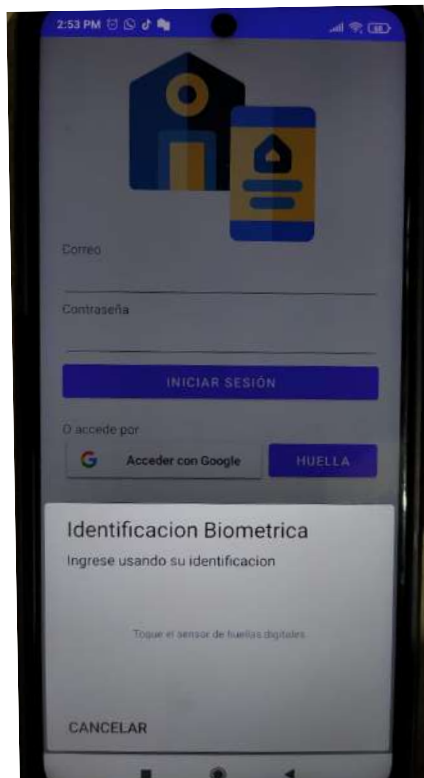 2:53 PM
68
Correo
Contraseña
INICIAR SESIÓN
O accede por
G Acceder con Google HUELLA
Identificacion Biometrica
Ingrese usando su identificacion
Toque el sensor de huellas digitales
CANCELAR